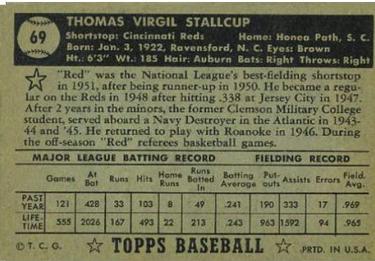 69
THOMAS VIRGIL STALLCUP
Shortstop: Cincinnati Reds Home: Honea Path, S. C.
Born: Jan. 3, 1922, Ravensford, N. C. Eyes: Brown
Ht.: 6'3" Wt.: 185 Hair: Auburn Bats: Right Throws: Right
"Red" was the National League's best-fielding shortstop
in 1951, after being runner-up in 1950. He became a regu-
lar on the Reds in 1948 after hitting .338 at Jersey City in 1947.
After 2 years in the minors, the former Clemson Military College
student, served aboard a Navy Destroyer in the Atlantic in 1943-
44 and '45. He returned to play with Roanoke in 1946. During
the off-season "Red" referees basketball games.
MAJOR LEAGUE BATTING RECORD FIELDING RECORD
Games At Bat Runs Hits Home Runs Runs Batted In Batting Average Put-outs Assists Errors Field. Avg.
PAST YEAR 121 428 33 103 8 49 .241 190 333 17 .969
LIFE-TIME 555 2026 167 493 22 213 .243 963 1592 94 .965
© T. C. G. TOPPS BASEBALL PRTD. IN U.S.A.